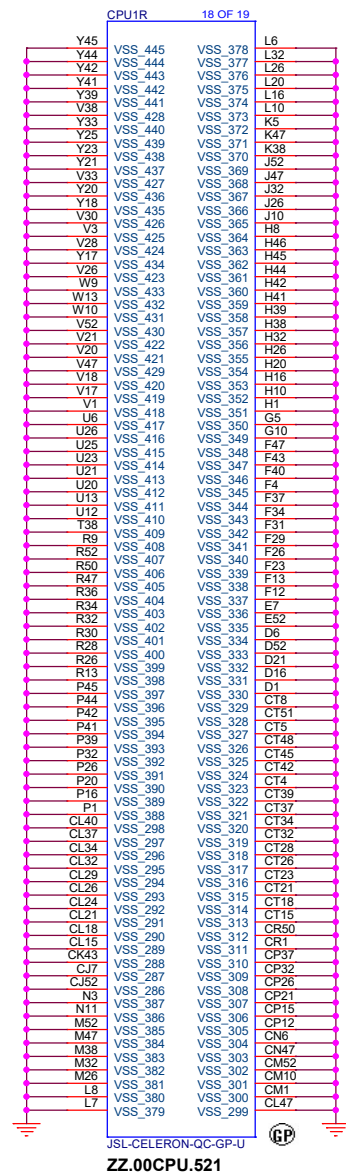 CPU1R 18 OF 19
Y45 VSS_445 VSS_378 L6
Y44 VSS_444 VSS_377 L32
Y42 VSS_443 VSS_376 L26
Y41 VSS_442 VSS_375 L20
Y39 VSS_441 VSS_374 L16
V38 VSS_428 VSS_373 L10
Y33 VSS_440 VSS_372 K5
Y25 VSS_439 VSS_371 K47
Y23 VSS_438 VSS_370 K38
Y21 VSS_437 VSS_369 J52
V33 VSS_427 VSS_368 J47
Y20 VSS_436 VSS_367 J32
Y18 VSS_435 VSS_366 J26
V30 VSS_426 VSS_365 J10
V3 VSS_425 VSS_364 H8
V28 VSS_424 VSS_363 H46
Y17 VSS_434 VSS_362 H45
V26 VSS_423 VSS_361 H44
W9 VSS_433 VSS_360 H42
W13 VSS_432 VSS_359 H41
W10 VSS_431 VSS_358 H39
V52 VSS_430 VSS_357 H38
V21 VSS_422 VSS_356 H32
V20 VSS_421 VSS_355 H26
V47 VSS_429 VSS_354 H20
V18 VSS_420 VSS_353 H16
V17 VSS_419 VSS_352 H10
V1 VSS_418 VSS_351 H1
U6 VSS_417 VSS_350 G5
U26 VSS_416 VSS_349 G10
U25 VSS_415 VSS_348 F47
U23 VSS_414 VSS_347 F43
U21 VSS_413 VSS_346 F40
U20 VSS_412 VSS_345 F4
U13 VSS_411 VSS_344 F37
U12 VSS_410 VSS_343 F34
T38 VSS_409 VSS_342 F31
R9 VSS_408 VSS_341 F29
R52 VSS_407 VSS_340 F26
R50 VSS_406 VSS_339 F23
R47 VSS_405 VSS_338 F13
R36 VSS_404 VSS_337 F12
R34 VSS_403 VSS_336 E7
R32 VSS_402 VSS_335 E52
R30 VSS_401 VSS_334 D6
R28 VSS_400 VSS_333 D52
R26 VSS_399 VSS_332 D21
R13 VSS_398 VSS_331 D16
P45 VSS_397 VSS_330 D1
P44 VSS_396 VSS_329 CT8
P42 VSS_395 VSS_328 CT51
P41 VSS_394 VSS_327 CT5
P39 VSS_393 VSS_326 CT48
P32 VSS_392 VSS_325 CT45
P26 VSS_391 VSS_324 CT42
P20 VSS_390 VSS_323 CT4
P16 VSS_389 VSS_322 CT39
P1 VSS_388 VSS_321 CT37
CL40 VSS_298 VSS_320 CT34
CL37 VSS_297 VSS_319 CT32
CL34 VSS_296 VSS_318 CT28
CL32 VSS_295 VSS_317 CT26
CL29 VSS_294 VSS_316 CT23
CL26 VSS_293 VSS_315 CT21
CL24 VSS_292 VSS_314 CT18
CL21 VSS_291 VSS_313 CT15
CL18 VSS_290 VSS_312 CR50
CL15 VSS_289 VSS_311 CR1
CK43 VSS_288 VSS_310 CP37
CJ7 VSS_287 VSS_309 CP32
CJ52 VSS_286 VSS_308 CP26
N3 VSS_387 VSS_307 CP21
N11 VSS_386 VSS_306 CP15
M52 VSS_385 VSS_305 CP12
M47 VSS_384 VSS_304 CN6
M38 VSS_383 VSS_303 CN47
M32 VSS_382 VSS_302 CM52
M26 VSS_381 VSS_301 CM10
L8 VSS_380 VSS_300 CM1
L7 VSS_379 VSS_299 CL47
GP
JSL-CELERON-QC-GP-U
ZZ.00CPU.521